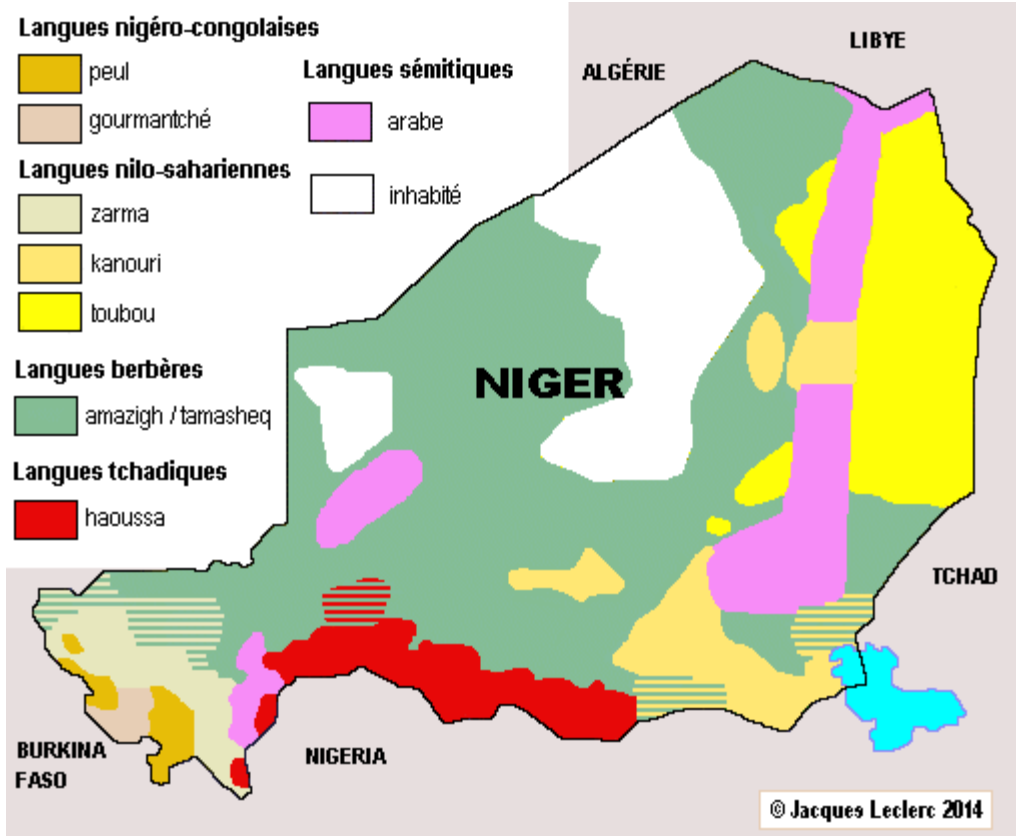 Langues nigéro-congolaises
peul
gourmantché
Langues nilo-sahariennes
zarma
kanouri
toubou
Langues berbères
amazigh / tamasheq
Langues tchadiques
haoussa
Langues sémitiques
arabe
inhabité
ALGÉRIE
LIBYE
NIGER
TCHAD
BURKINA
FASO
NIGERIA
© Jacques Leclerc 2014